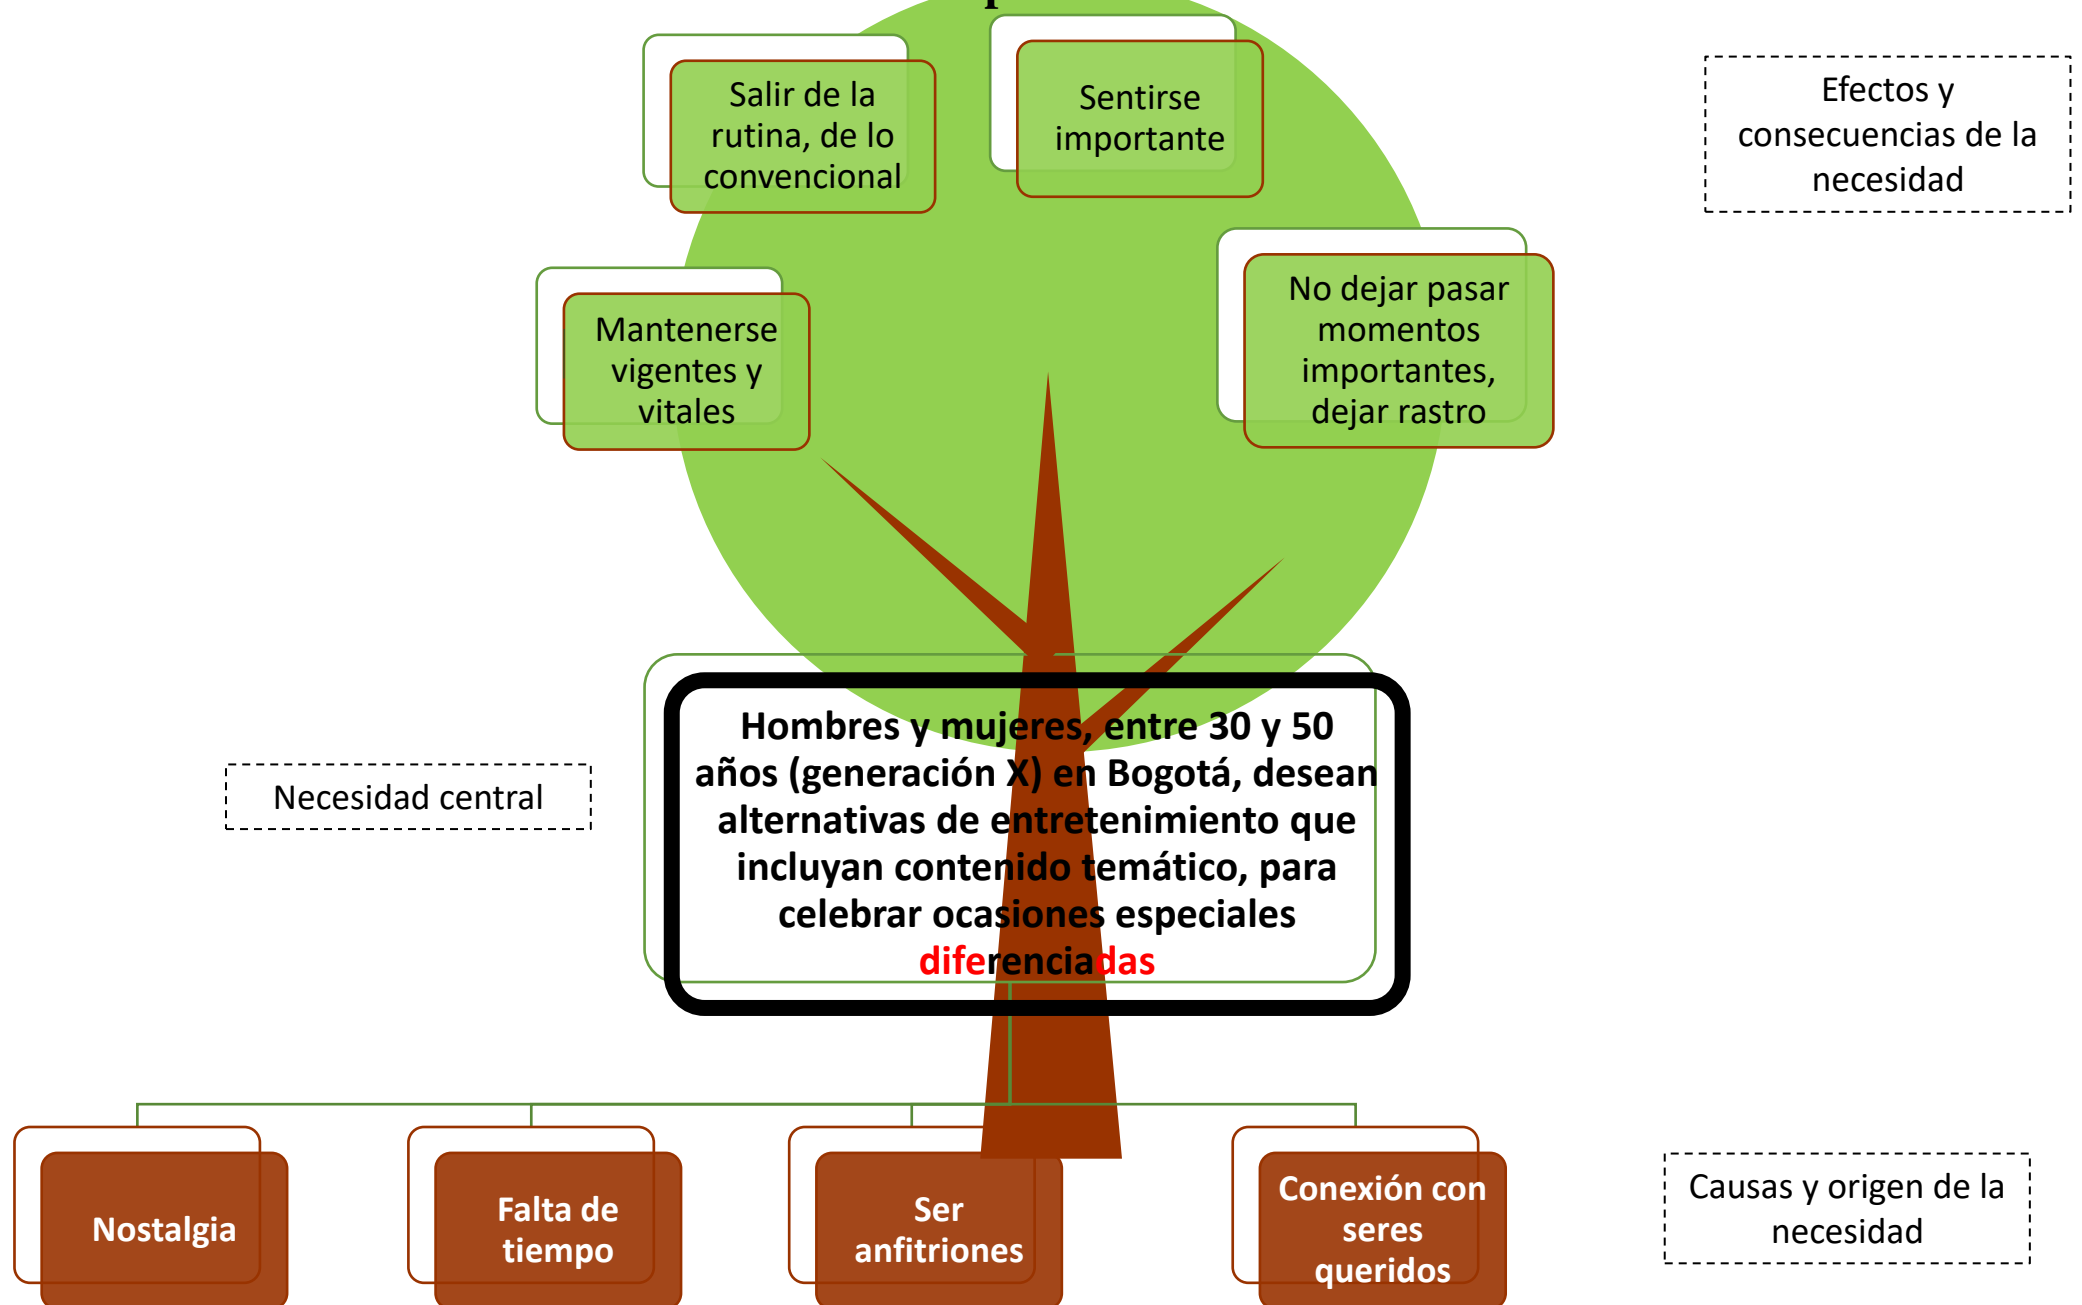 Salir de la
rutina, de lo
convencional
Sentirse
importante
Efectos y
consecuencias de la
necesidad
Mantenerse
vigentes y
vitales
No dejar pasar
momentos
importantes,
dejar rastro
Necesidad central
Hombres y mujeres, entre 30 y 50
años (generación X) en Bogotá, desean
alternativas de entretenimiento que
incluyan contenido temático, para
celebrar ocasiones especiales
diferenciadas
Nostalgia
Falta de
tiempo
Ser
anfitriones
Conexión con
seres
queridos
Causas y origen de la
necesidad